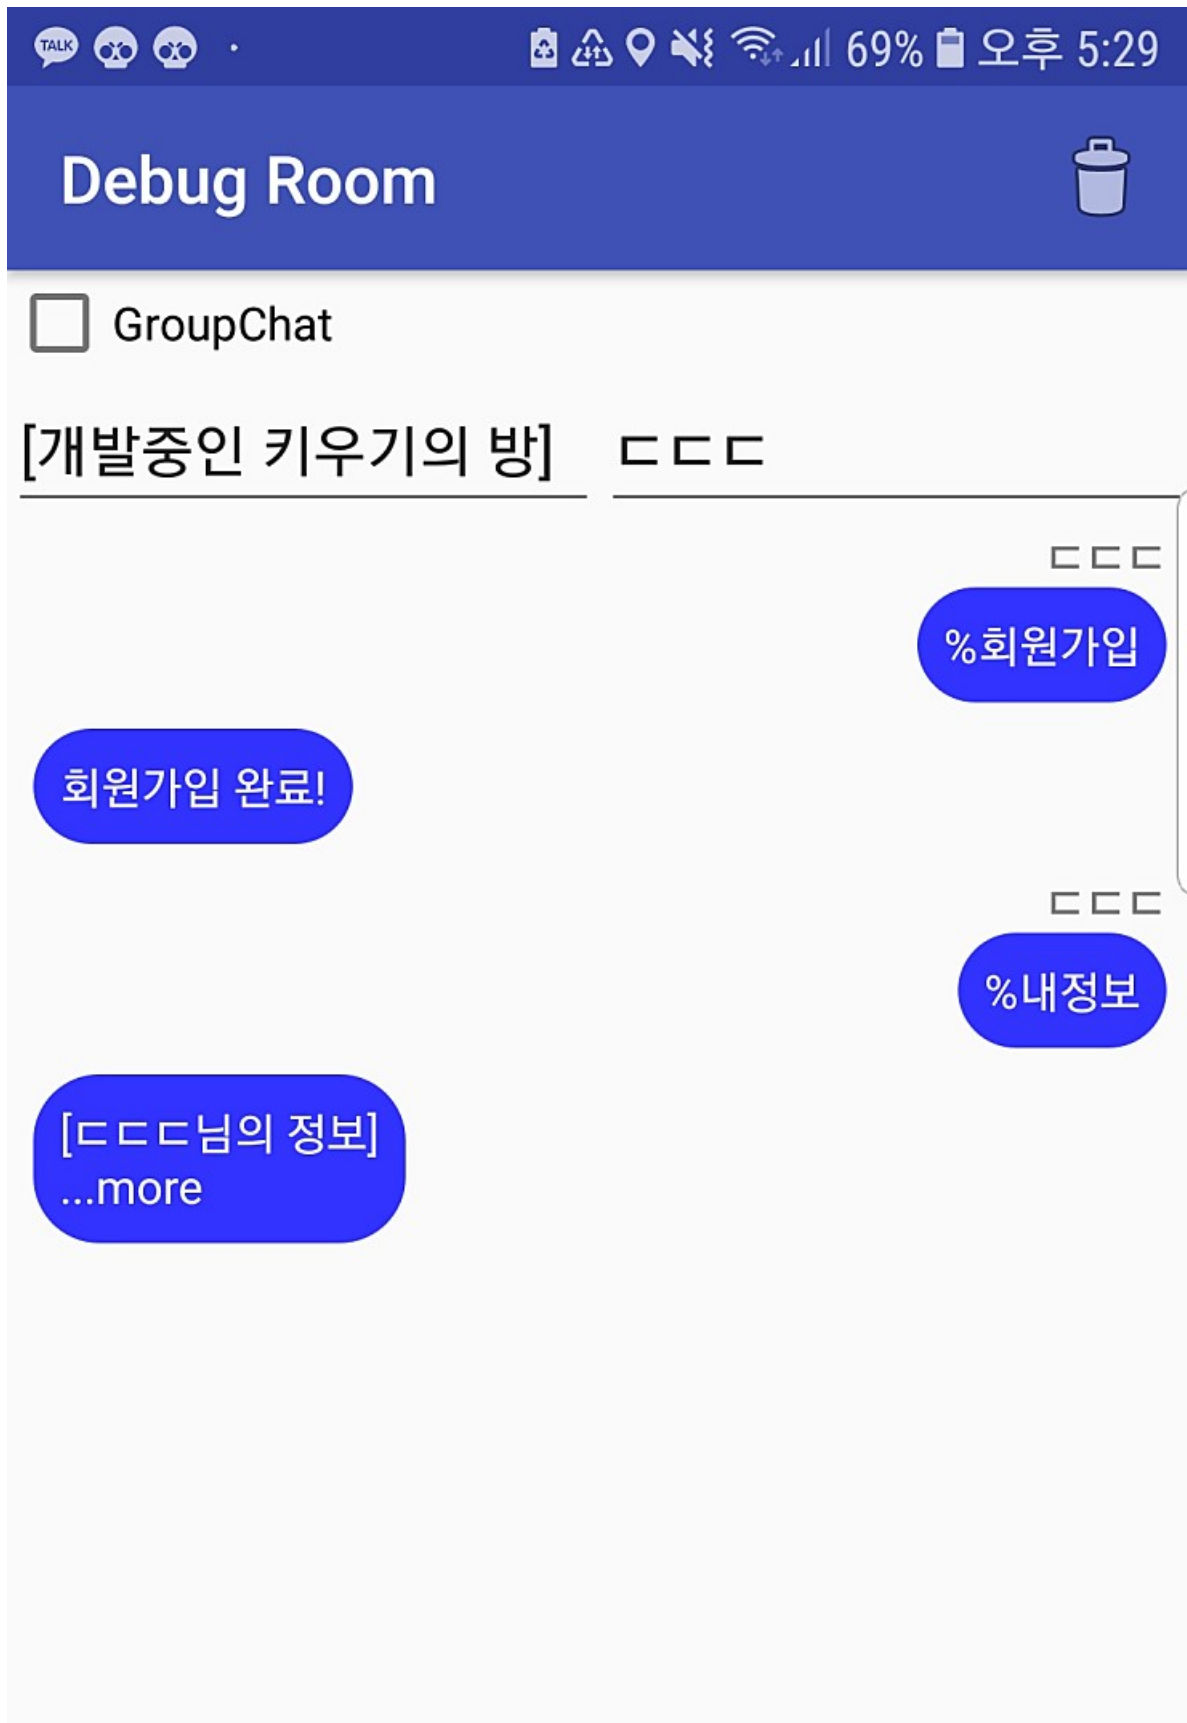 TALK
69% 오후 5:29
Debug Room
GroupChat
[개발중인 키우기의 방] ㄷㄷㄷ
ㄷㄷㄷ
%회원가입
회원가입 완료!
ㄷㄷㄷ
%내정보
[ㄷㄷㄷ님의 정보]
...more